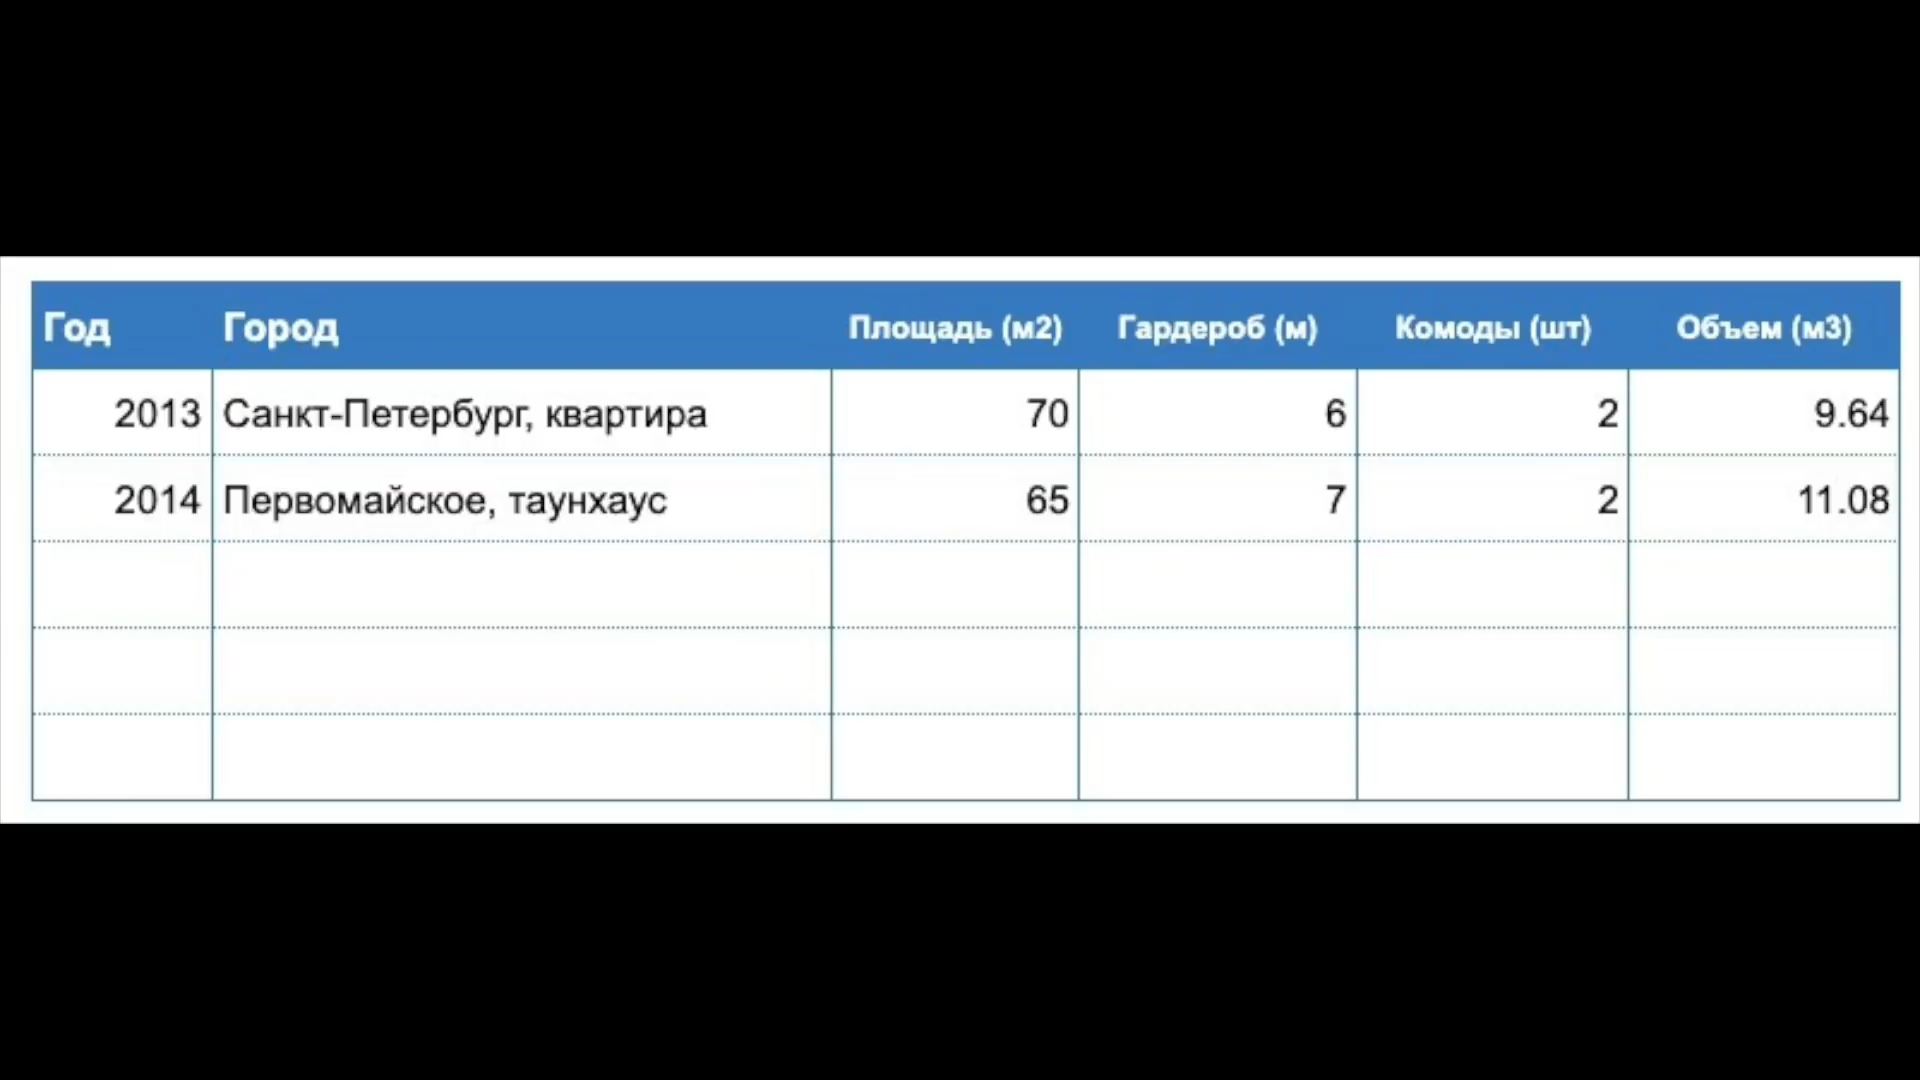 Год Город Площадь (м2) Гардероб (м) Комоды (шт) Объем (м3)
2013 Санкт-Петербург, квартира 70 6 2 9.64
2014 Первомайское, таунхаус 65 7 2 11.08